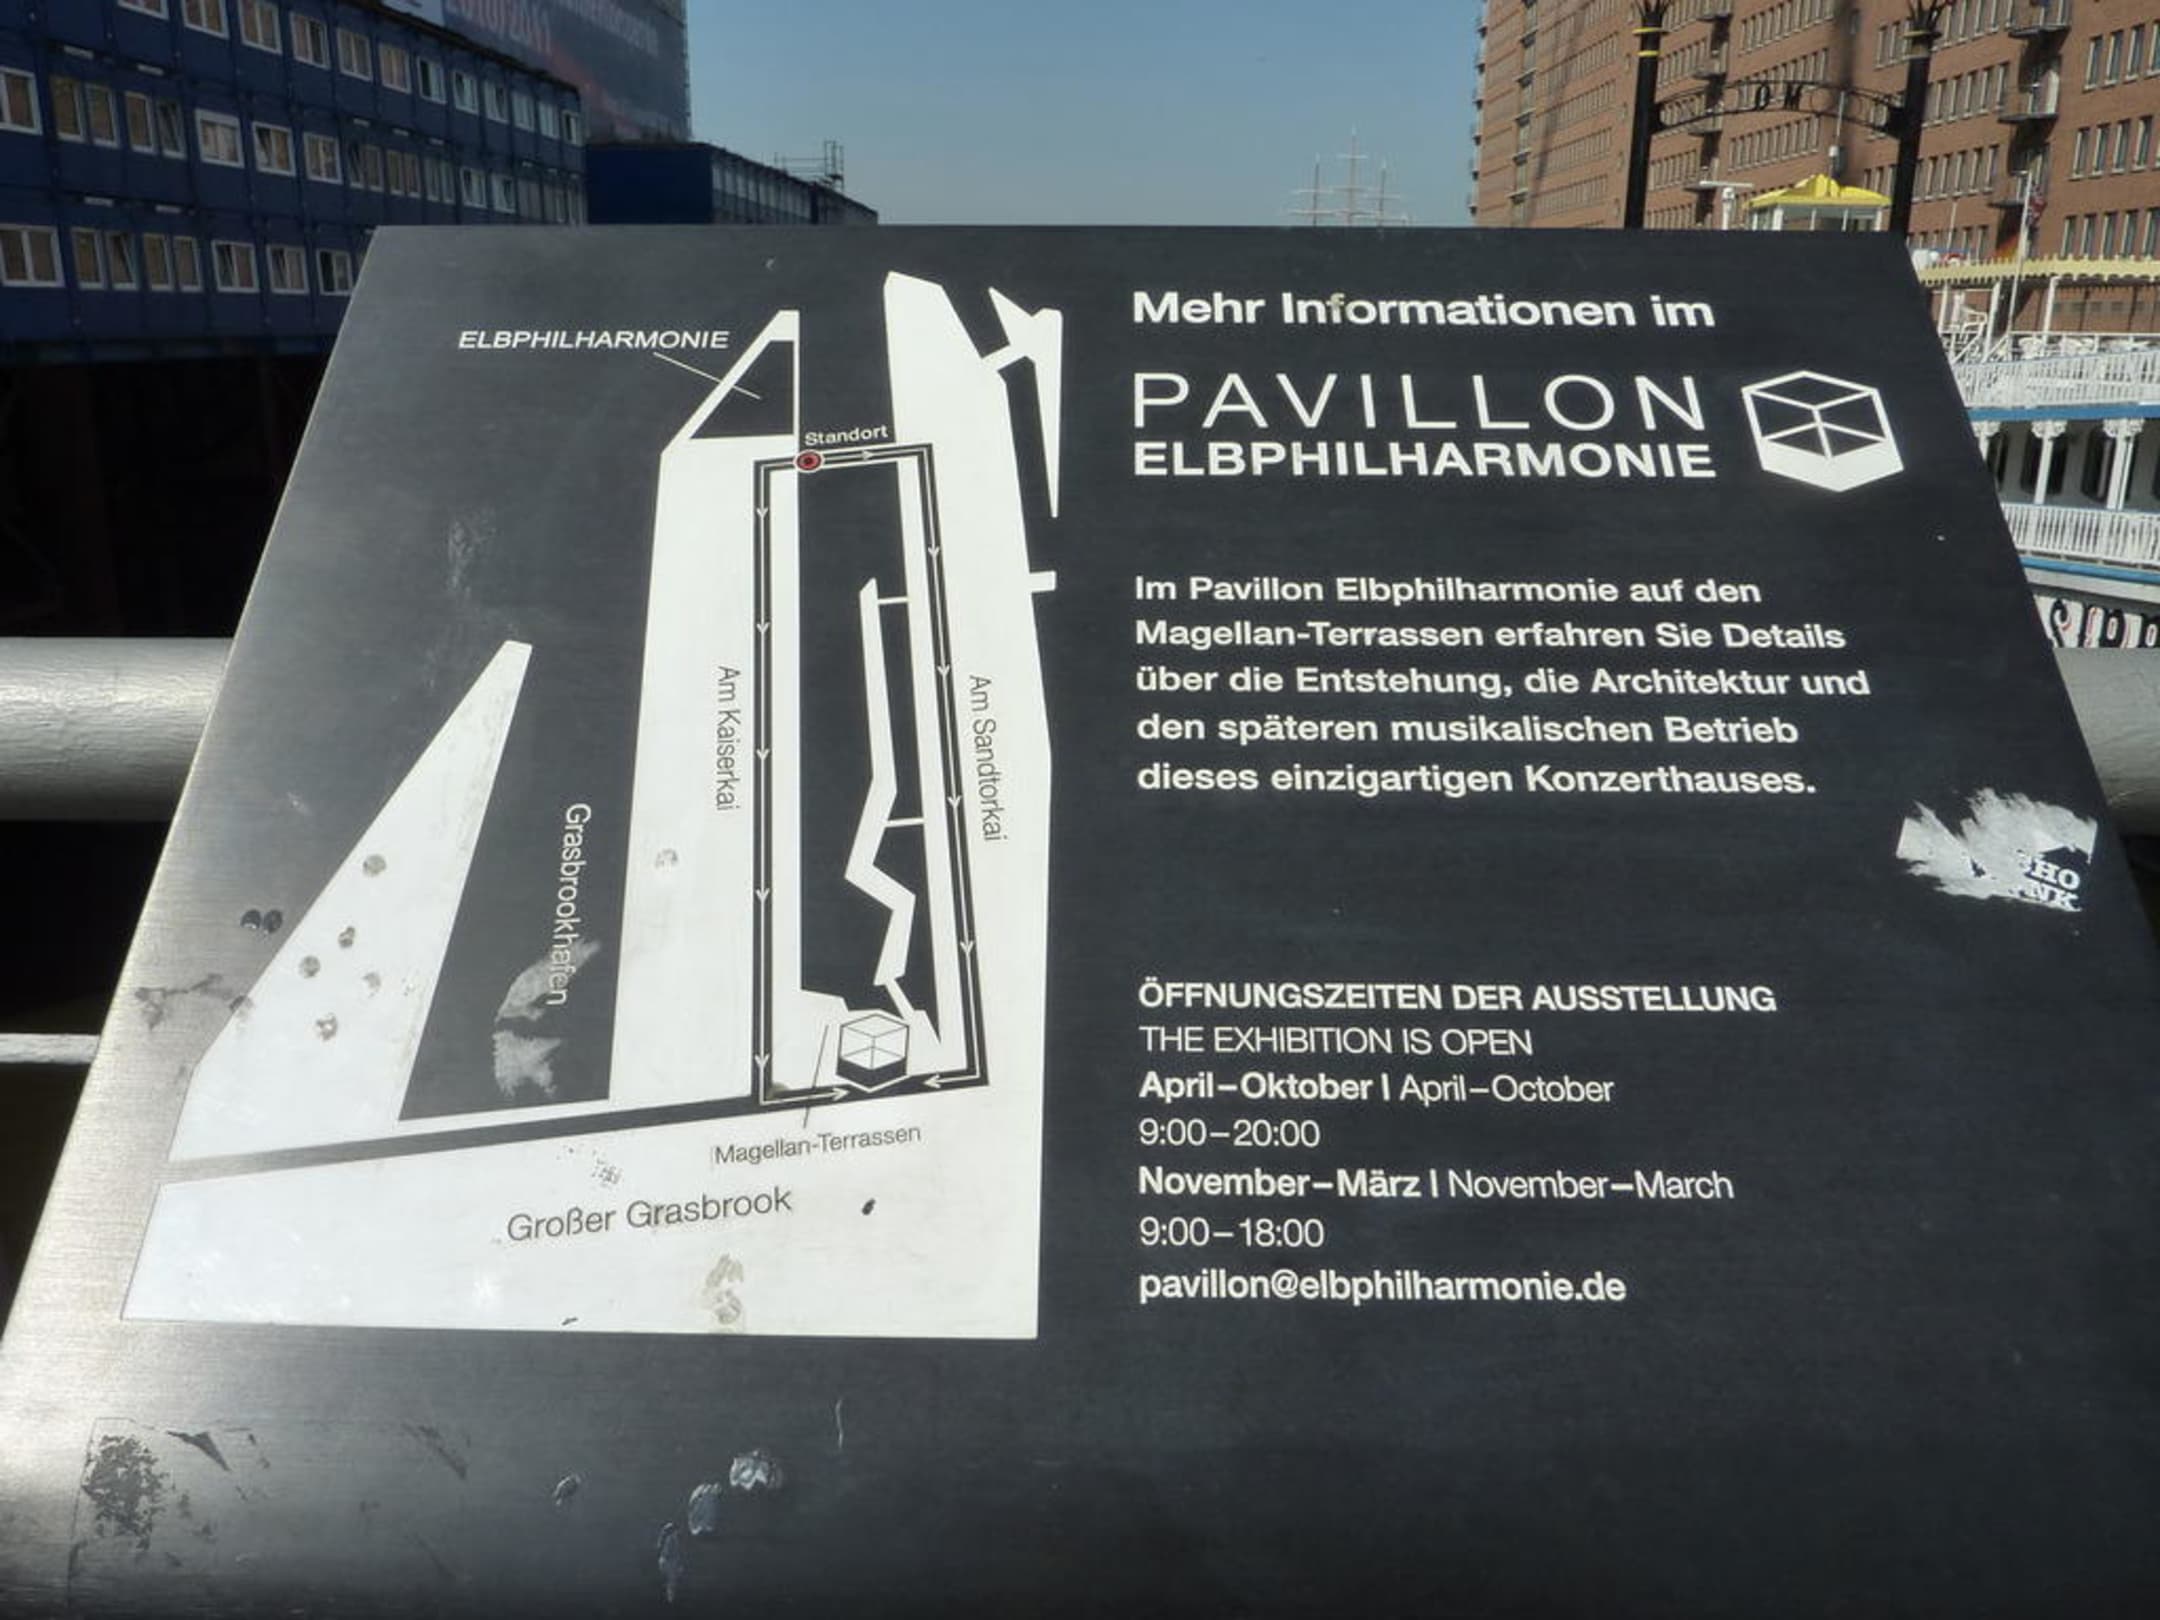 2010/2011
ELBPHILHARMONIE
Standort
Am Kaiserkai
Am Sandtorkai
Grasbrookhafen
Magellan-Terrassen
Großer Grasbrook
Mehr Informationen im
PAVILLON
ELBPHILHARMONIE
Im Pavillon Elbphilharmonie auf den
Magellan-Terrassen erfahren Sie Details
über die Entstehung, die Architektur und
den späteren musikalischen Betrieb
dieses einzigartigen Konzerthauses.
ÖFFNUNGSZEITEN DER AUSSTELLUNG
THE EXHIBITION IS OPEN
April–Oktober | April–October
9:00–20:00
November–März | November–March
9:00–18:00
pavillon@elbphilharmonie.de